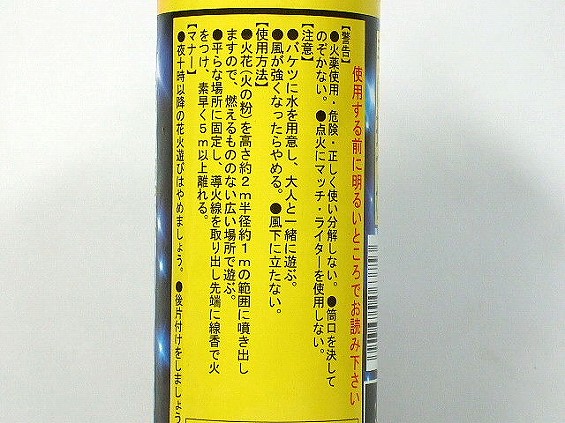 使用する前に明るいところでお読み下さい
【警告】
●火薬使用・危険・正しく使い分解しない。●筒口を決して
のぞかない。●点火にマッチ・ライターを使用しない。
【注意】
●バケツに水を用意し、大人と一緒に遊ぶ。
●風が強くなったらやめる。●風下に立たない。
【使用方法】
●火花(火の粉)を高さ約2m半径約1mの範囲に噴き出し
ますので、燃えるもののない広い場所で遊ぶ。
●平らな場所に固定し、導火線を取り出し先端に線香で火
をつけ、素早く5m以上離れる。
【マナー】
●夜十時以降の花火遊びはやめましょう。●後片付けをしましょう